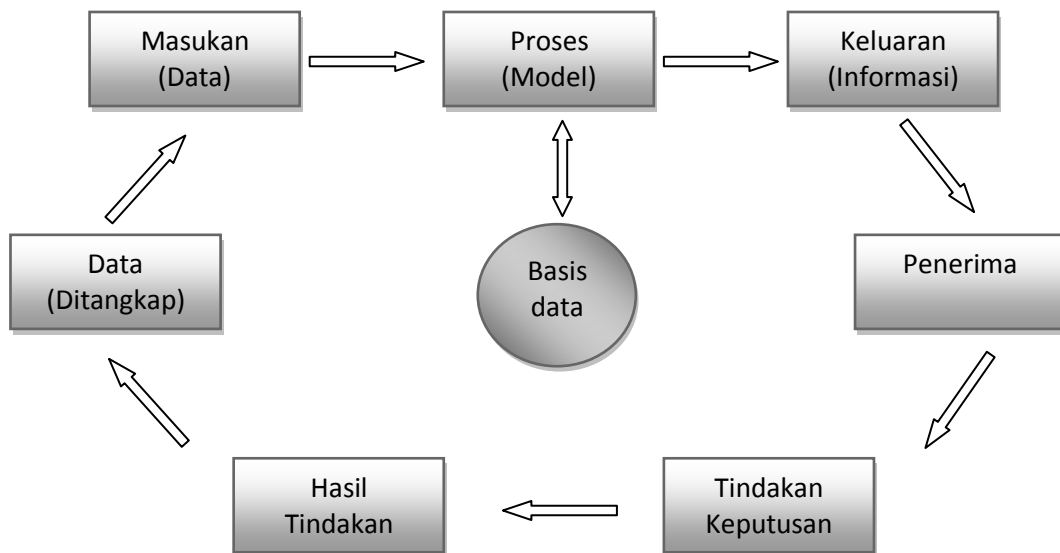 Masukan
(Data)
Proses
(Model)
Keluaran
(Informasi)
Data
(Ditangkap)
Basis
data
Penerima
Hasil
Tindakan
Tindakan
Keputusan